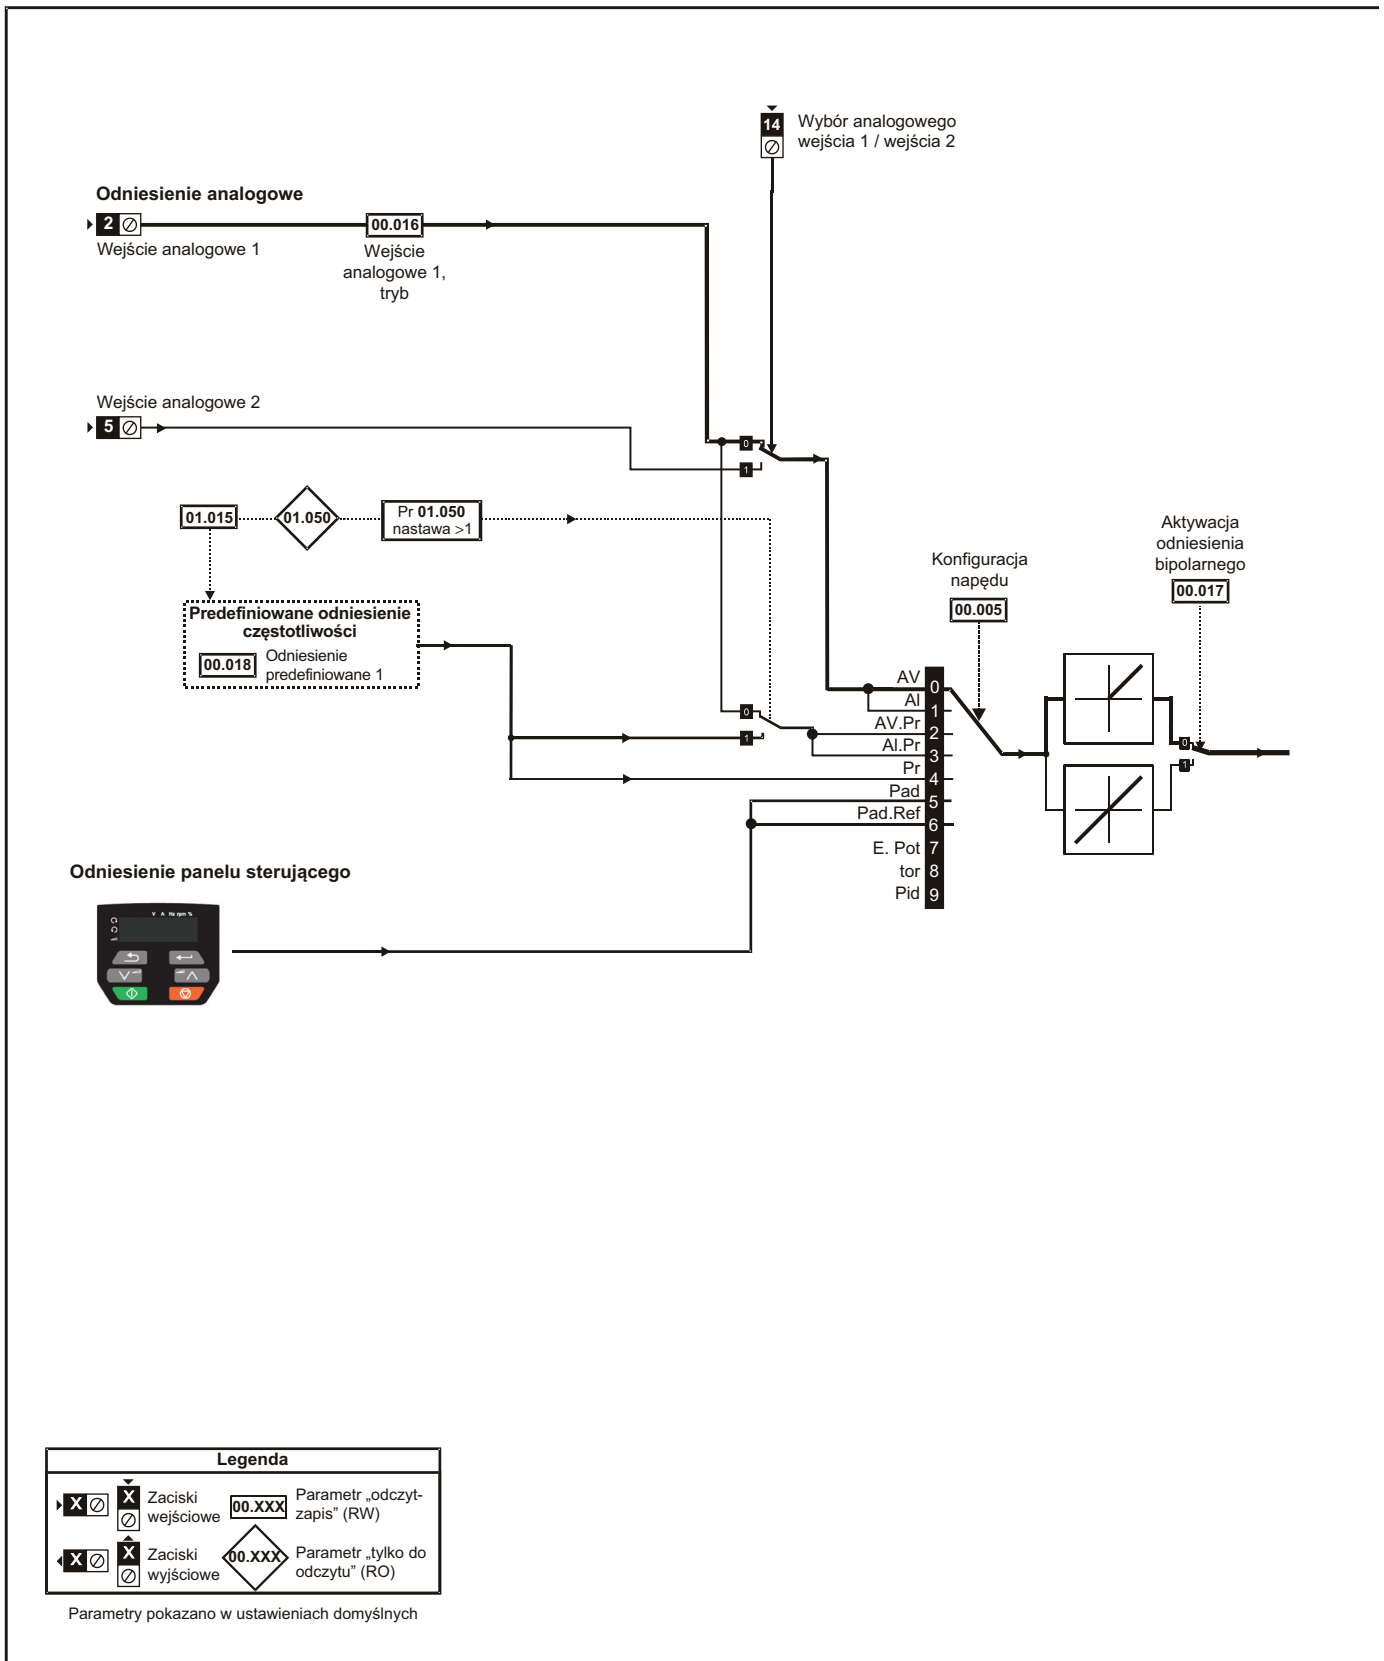 14
Wybór analogowego
wejścia 1 / wejścia 2
Odniesienie analogowe
2
00.016
Wejście analogowe 1
Wejście
analogowe 1,
tryb
Wejście analogowe 2
5
0
1
01.015
01.050
Pr 01.050
nastawa >1
Aktywacja
odniesienia
bipolarnego
00.017
Konfiguracja
napędu
00.005
Predefiniowane odniesienie
częstotliwości
00.018
Odniesienie
predefiniowane 1
0
1
AV 0
Al 1
AV.Pr 2
Al.Pr 3
Pr 4
Pad 5
Pad.Ref 6
E. Pot 7
tor 8
Pid 9
0
1
Odniesienie panelu sterującego
V A Hz rpm %
Legenda
X
X
Zaciski
wejściowe
00.XXX
Parametr „odczyt-
zapis” (RW)
X
X
Zaciski
wyjściowe
00.XXX
Parametr „tylko do
odczytu” (RO)
Parametry pokazano w ustawieniach domyślnych